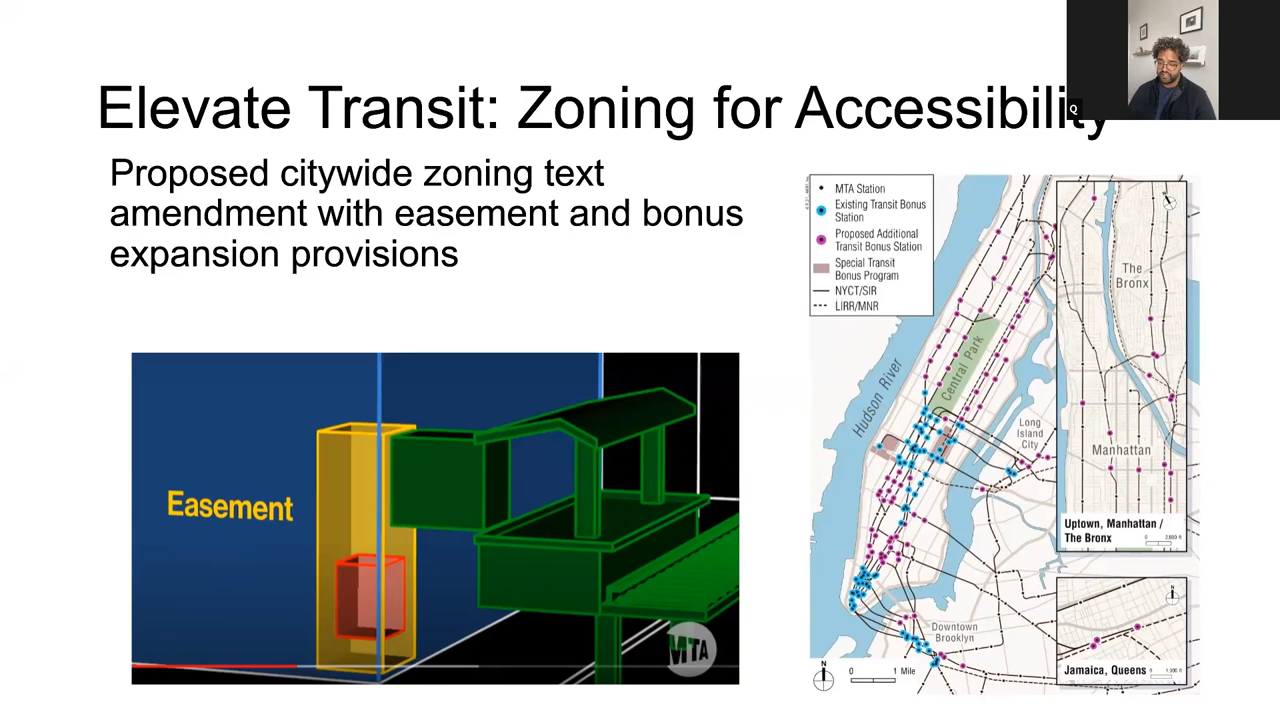 Elevate Transit: Zoning for Accessibility
Q
Proposed citywide zoning text
amendment with easement and bonus
expansion provisions
Easement
MTA
MTA Station
Existing Transit Bonus
Station
Proposed Additional
Transit Bonus Station
Special Transit
Bonus Program
NYCT/SIR
LIRR/MNR
Hudson River
Central Park
Long
Island
City
Downtown
Brooklyn
N
0 1 Mile
The
Bronx
Manhattan
Uptown, Manhattan /
The Bronx
0
N
Jamaica, Queens
0